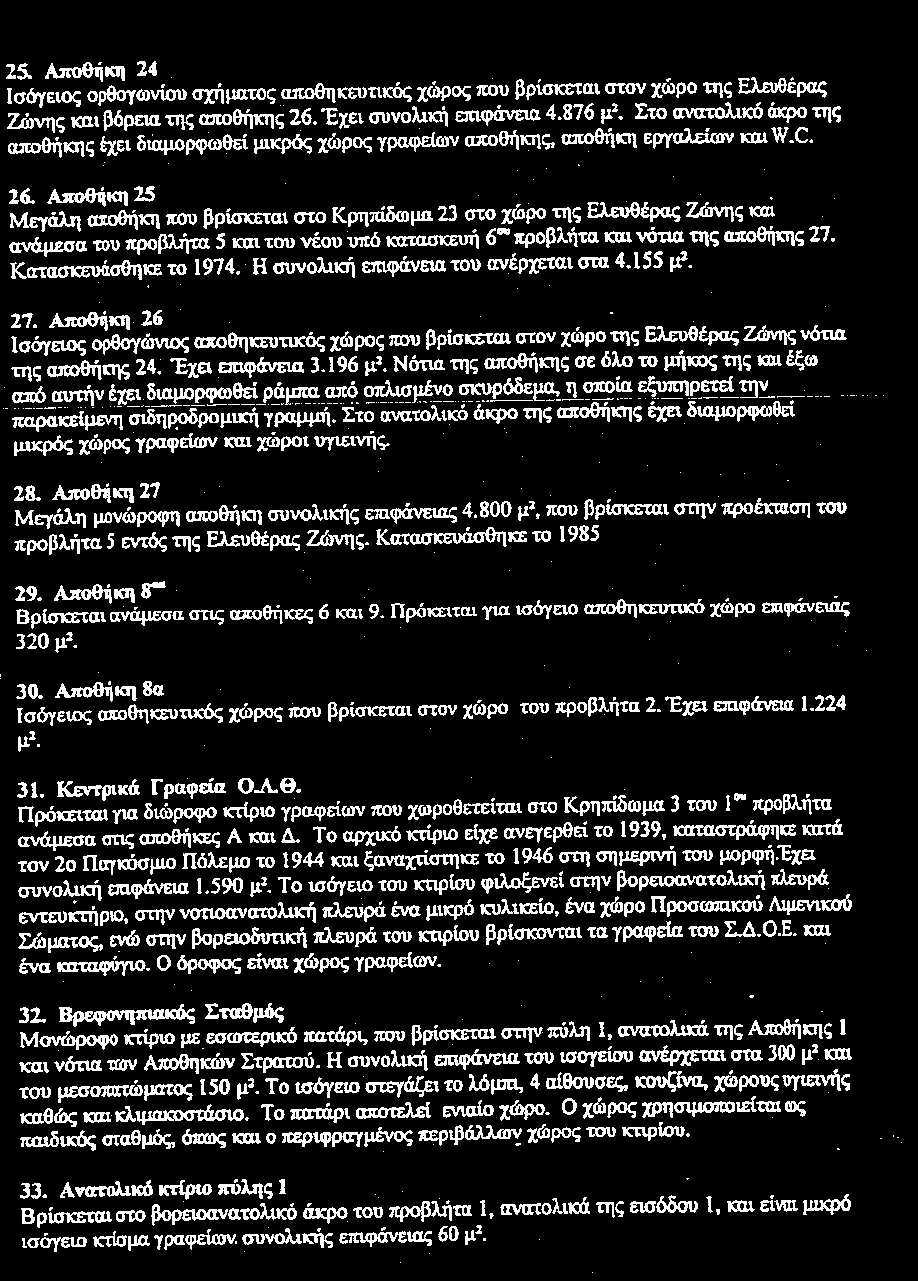 25. Αποθήκη 24
Ισόγειος ορθογωνίου σχήματος αποθηκευτικός χώρος που βρίσκεται στον χώρο της Ελευθέρας
Ζώνης και βόρεια της αποθήκης 26. Έχει συνολική επιφάνεια 4.876 μ². Στο ανατολικό άκρο της
αποθήκης έχει διαμορφωθεί μικρός χώρος γραφείων αποθήκης, αποθήκη εργαλείων και W.C.
26. Αποθήκη 25
Μεγάλη αποθήκη που βρίσκεται στο Κρηπίδωμα 23 στο χώρο της Ελευθέρας Ζώνης και
ανάμεσα του προβλήτα 5 και του νέου υπό κατασκευή 6ου προβλήτα και νότια της αποθήκης 27.
Κατασκευάσθηκε το 1974. Η συνολική επιφάνεια του ανέρχεται στα 4.155 μ².
27. Αποθήκη 26
Ισόγειος ορθογώνιος αποθηκευτικός χώρος που βρίσκεται στον χώρο της Ελευθέρας Ζώνης νότια
της αποθήκης 24. Έχει επιφάνεια 3.196 μ². Νότια της αποθήκης σε όλο το μήκος της και έξω
από αυτήν έχει διαμορφωθεί ράμπα από οπλισμένο σκυρόδεμα, η οποία εξυπηρετεί την
παρακείμενη σιδηροδρομική γραμμή. Στο ανατολικό άκρο της αποθήκης έχει διαμορφωθεί
μικρός χώρος γραφείων και χώροι υγιεινής.
28. Αποθήκη 27
Μεγάλη μονώροφη αποθήκη συνολικής επιφάνειας 4.800 μ², που βρίσκεται στην προέκταση του
προβλήτα 5 εντός της Ελευθέρας Ζώνης. Κατασκευάσθηκε το 1985
29. Αποθήκη
Βρίσκεται ανάμεσα στις αποθήκες 6 και 9. Πρόκειται για ισόγειο αποθηκευτικό χώρο επιφάνειας
320 μ².
30. Αποθήκη 8α
Ισόγειος αποθηκευτικός χώρος που βρίσκεται στον χώρο του προβλήτα 2. Έχει επιφάνεια 1.224
μ².
31. Κεντρικά Γραφεία Ο.Λ.Θ.
Πρόκειται για διώροφο κτίριο γραφείων που χωροθετείται στο Κρηπίδωμα 3 του 1ου προβλήτα
ανάμεσα στις αποθήκες Α και Δ. Το αρχικό κτίριο είχε ανεγερθεί το 1939, καταστράφηκε κατά
τον 2ο Παγκόσμιο Πόλεμο το 1944 και ξαναχτίστηκε το 1946 στη σημερινή του μορφή.Έχει
συνολική επιφάνεια 1.590 μ². Το ισόγειο του κτιρίου φιλοξενεί στην βορειοανατολική πλευρά
εντευκτήριο, στην νοτιοανατολική πλευρά ένα μικρό κυλικείο, ένα χώρο Προσωπικού Λιμενικού
Σώματος, ενώ στην βορειοδυτική πλευρά του κτιρίου βρίσκονται τα γραφεία του Σ.Δ.Ο.Ε. και
ένα καταφύγιο. Ο όροφος είναι χώρος γραφείων.
32. Βρεφονηπιακός Σταθμός
Μονώροφο κτίριο με εσωτερικό πατάρι, που βρίσκεται στην πύλη 1, ανατολικά της Αποθήκης 1
και νότια των Αποθηκών Στρατού. Η συνολική επιφάνεια του ισογείου ανέρχεται στα 300 μ² και
του μεσοπατώματος 150 μ². Το ισόγειο στεγάζει το λόμπι, 4 αίθουσες, κουζίνα, χώρους υγιεινής
καθώς και κλιμακοστάσιο. Το πατάρι αποτελεί ενιαίο χώρο. Ο χώρος χρησιμοποιείται ως
παιδικός σταθμός, όπως και ο περιφραγμένος περιβάλλων χώρος του κτιρίου.
33. Ανατολικό κτίριο πύλης 1
Βρίσκεται στο βορειοανατολικό άκρο του προβλήτα 1, ανατολικά της εισόδου 1, και είναι μικρό
ισόγειο κτίσμα γραφείων συνολικής επιφάνειας 60 μ².